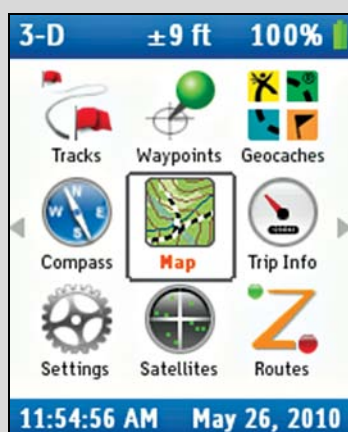 3-D ±9 ft 100%
Tracks Waypoints Geocaches
Compass Map Trip Info
Settings Satellites Routes
11:54:56 AM May 26, 2010